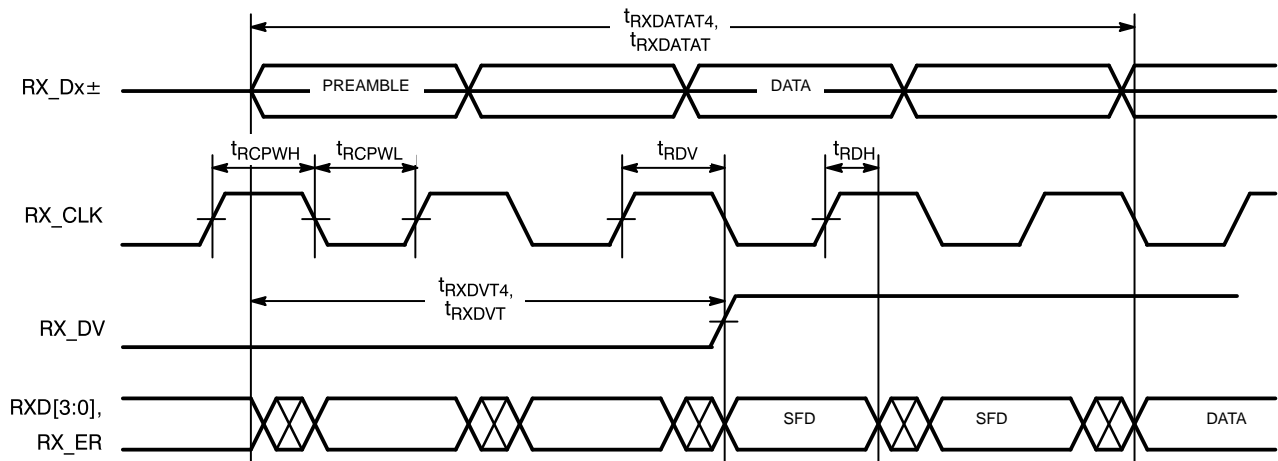 tRXDATAT4,
tRXDATAT
RX_Dx±
PREAMBLE
DATA
tRCPWH
tRCPWL
tRDV
tRDH
RX_CLK
tRXDVT4,
tRXDVT
RX_DV
RXD[3:0],
RX_ER
SFD
SFD
DATA